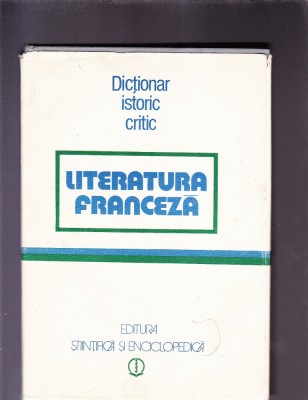 Dicționar
istoric
critic
LITERATURA
FRANCEZĂ
EDITURA
ȘTIINȚIFICĂ ȘI ENCICLOPEDICĂ